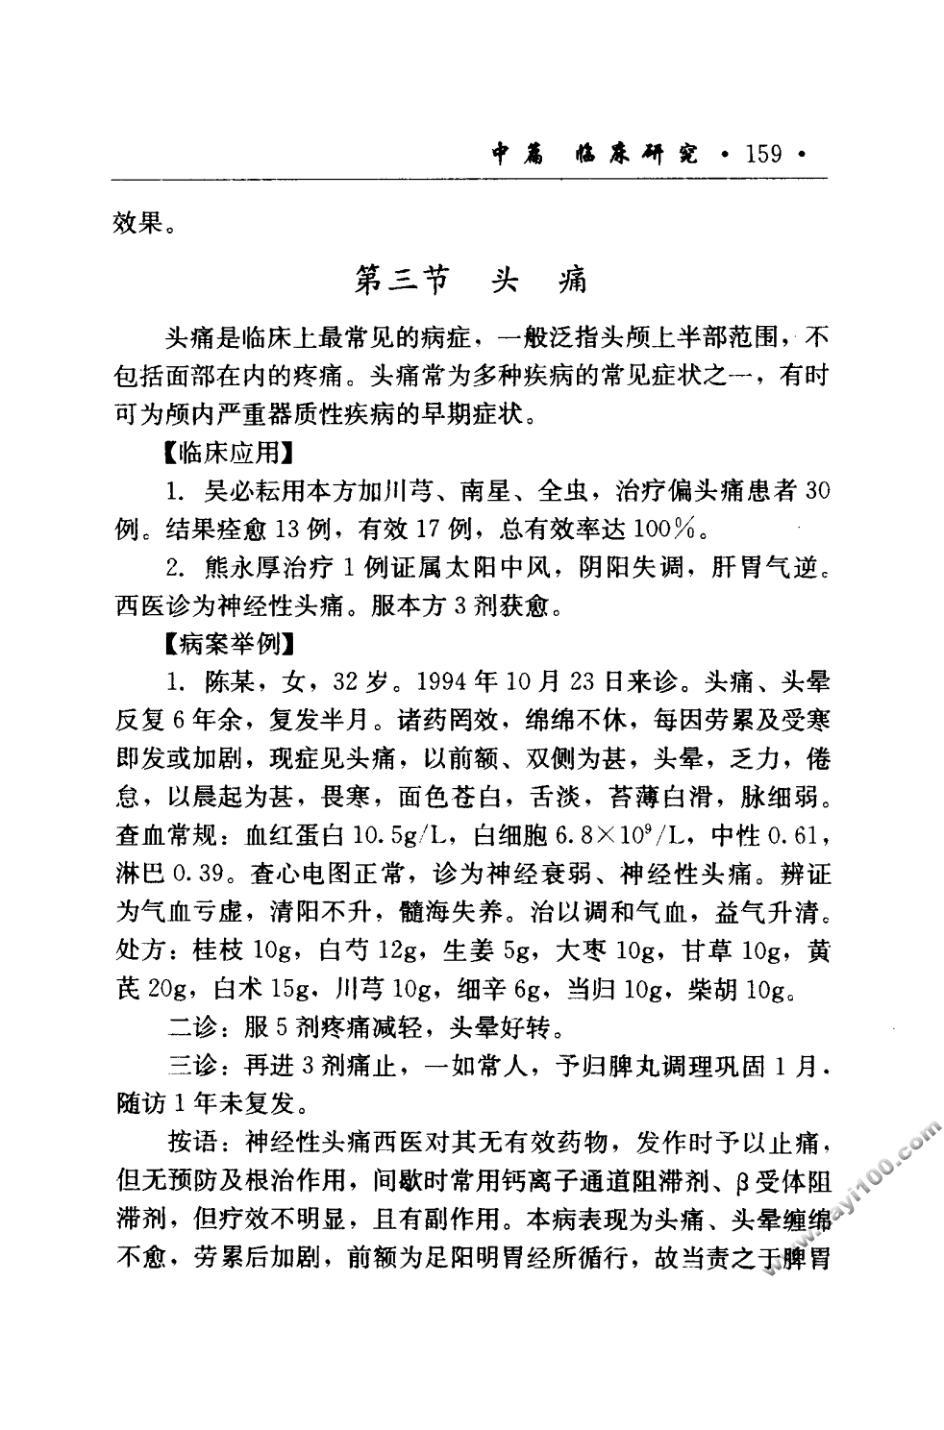 中篇 临床研究 · 159 ·
效果。
第三节 头 痛
头痛是临床上最常见的病症，一般泛指头颅上半部范围，不
包括面部在内的疼痛。头痛常为多种疾病的常见症状之一，有时
可为颅内严重器质性疾病的早期症状。
【临床应用】
1. 吴必耘用本方加川芎、南星、全虫，治疗偏头痛患者 30
例。结果痊愈 13 例，有效 17 例，总有效率达 100%。
2. 熊永厚治疗 1 例证属太阳中风，阴阳失调，肝胃气逆。
西医诊为神经性头痛。服本方 3 剂获愈。
【病案举例】
1. 陈某，女，32 岁。1994 年 10 月 23 日来诊。头痛、头晕
反复 6 年余，复发半月。诸药罔效，绵绵不休，每因劳累及受寒
即发或加剧，现症见头痛，以前额、双侧为甚，头晕，乏力，倦
怠，以晨起为甚，畏寒，面色苍白，舌淡，苔薄白滑，脉细弱。
查血常规：血红蛋白 10.5g/L，白细胞 6.8×10⁹/L，中性 0.61，
淋巴 0.39。查心电图正常，诊为神经衰弱、神经性头痛。辨证
为气血亏虚，清阳不升，髓海失养。治以调和气血，益气升清。
处方：桂枝 10g，白芍 12g，生姜 5g，大枣 10g，甘草 10g，黄
芪 20g，白术 15g，川芎 10g，细辛 6g，当归 10g，柴胡 10g。
二诊：服 5 剂疼痛减轻，头晕好转。
三诊：再进 3 剂痛止，一如常人，予归脾丸调理巩固 1 月，
随访 1 年未复发。
按语：神经性头痛西医对其无有效药物，发作时予以止痛，
但无预防及根治作用，间歇时常用钙离子通道阻滞剂、β受体阻
滞剂，但疗效不明显，且有副作用。本病表现为头痛、头晕缠绵
不愈，劳累后加剧，前额为足阳明胃经所循行，故当责之于脾胃